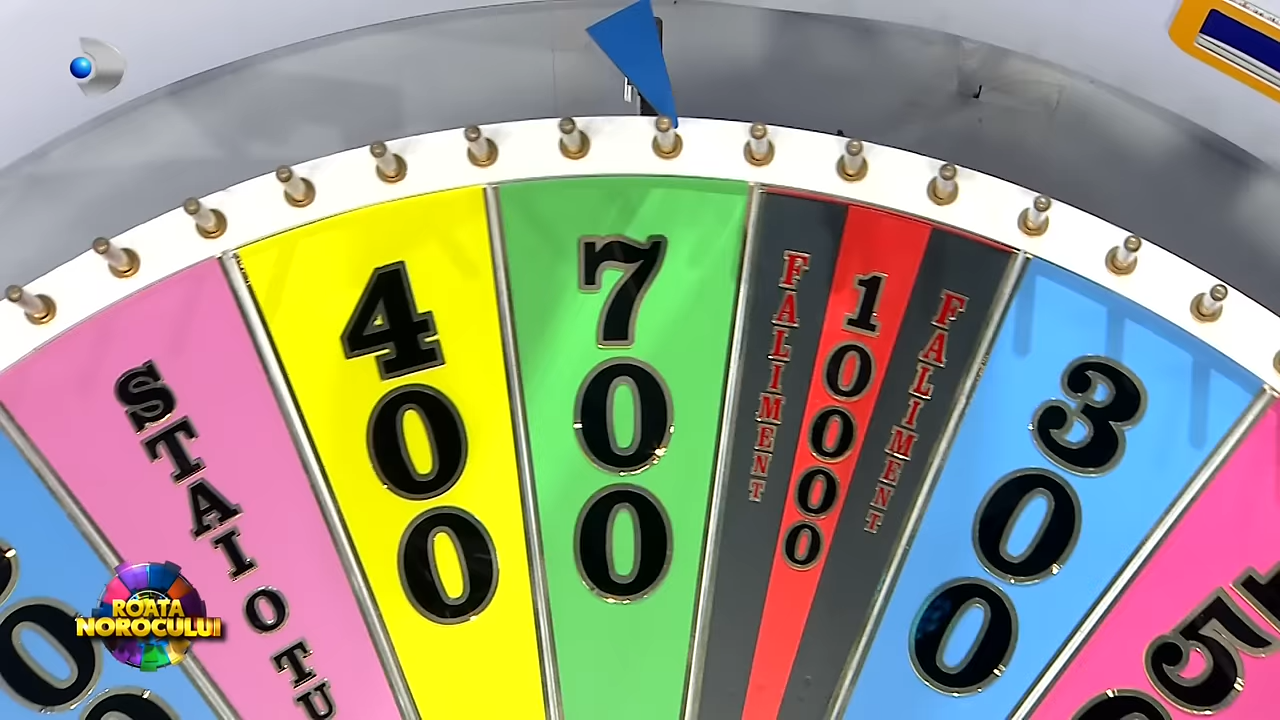 STAI O TU
400
700
FALIMENT
10000
FALIMENT
300
ROATA
NOROCULUI